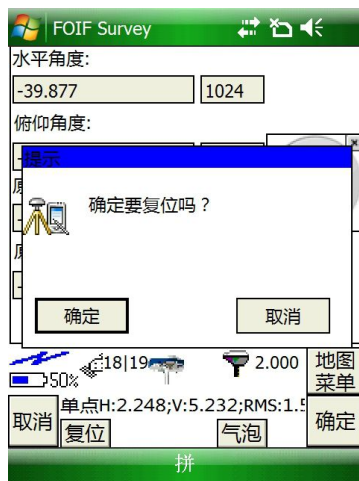 FOIF Survey
水平角度:
-39.877 1024
俯仰角度:
提示
确定要复位吗？
确定 取消
50% 18|19 2.000 地图
菜单
取消 单点H:2.248;V:5.232;RMS:1.5 确定
复位 气泡
拼